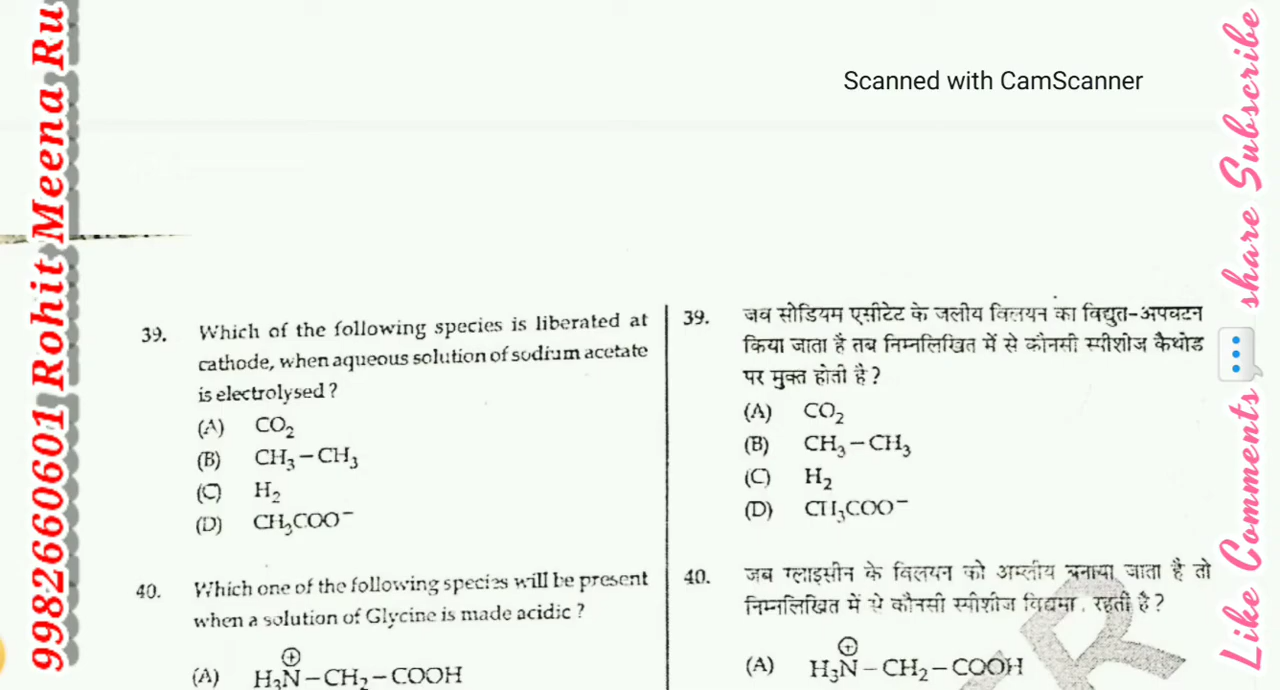 Scanned with CamScanner
9982660601 Rohit Meena Ru
39. Which of the following species is liberated at
cathode, when aqueous solution of sodium acetate
is electrolysed ?
(A) CO₂
(B) CH₃−CH₃
(C) H₂
(D) CH₃COO⁻
40. Which one of the following species will be present
when a solution of Glycine is made acidic ?
(A) H₃N⊕−CH₂−COOH
39. जब सोडियम एसीटेट के जलीय विलयन का विद्युत-अपघटन
किया जाता है तब निम्नलिखित में से कौनसी स्पीशीज कैथोड
पर मुक्त होती है ?
(A) CO₂
(B) CH₃−CH₃
(C) H₂
(D) CH₃COO⁻
40. जब ग्लाइसीन के विलयन को अम्लीय बनाया जाता है तो
निम्नलिखित में से कौनसी स्पीशीज रहती है ?
(A) H₃N⊕−CH₂−COOH
Like Comments share Subscribe